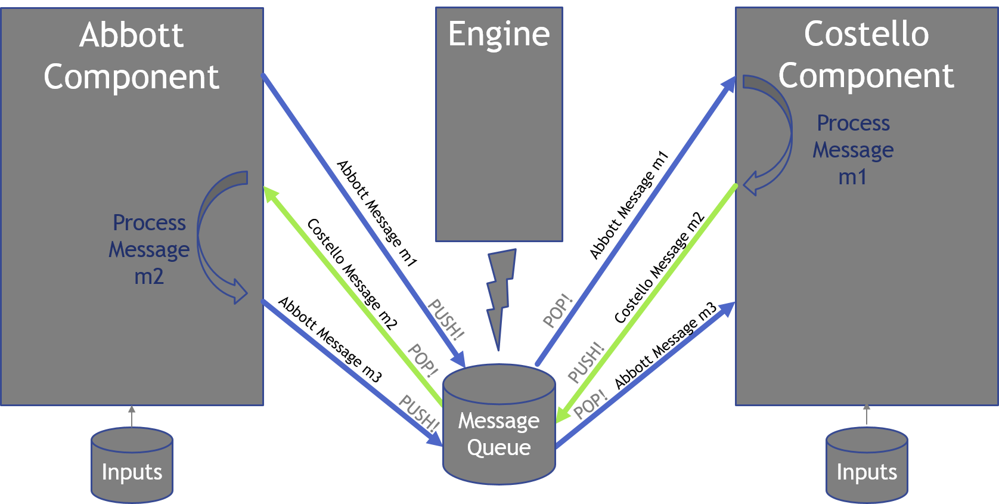 Abbott
Component
Engine
Costello
Component
Process
Message
m1
Process
Message
m2
Abbott Message m1
PUSH!
Costello Message m2
POP!
Abbott Message m3
PUSH!
Abbott Message m1
POP!
Costello Message m2
PUSH!
Abbott Message m3
POP!
Message
Queue
Inputs
Inputs